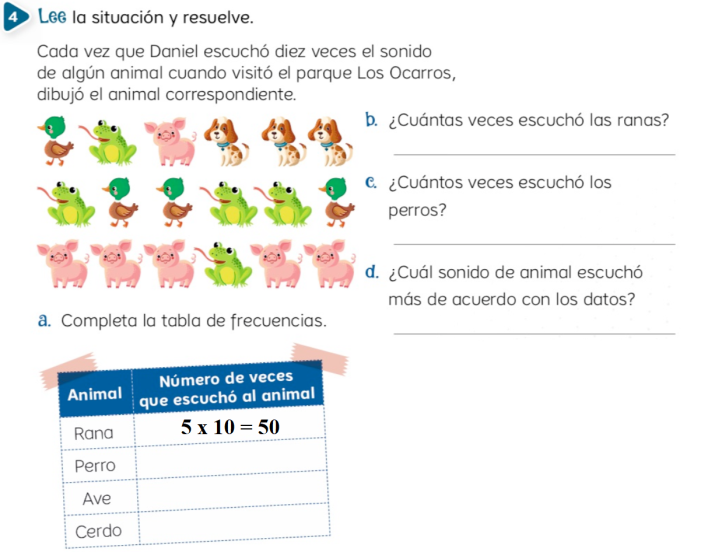 4 Lee la situación y resuelve.
Cada vez que Daniel escuchó diez veces el sonido
de algún animal cuando visitó el parque Los Ocarros,
dibujó el animal correspondiente.
a. Completa la tabla de frecuencias.
Animal Número de veces que escuchó al animal
Rana 5 x 10 = 50
Perro
Ave
Cerdo
b. ¿Cuántas veces escuchó las ranas?
c. ¿Cuántos veces escuchó los
perros?
d. ¿Cuál sonido de animal escuchó
más de acuerdo con los datos?